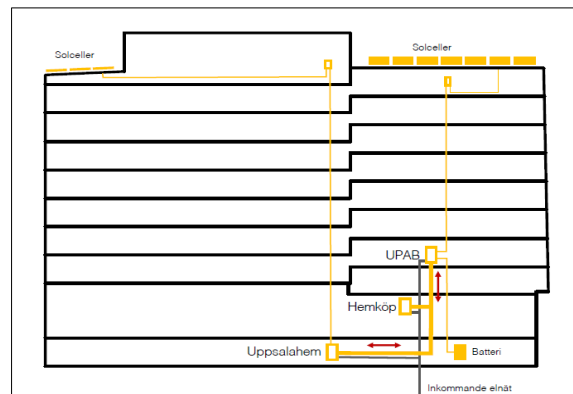 Solceller
Solceller
UPAB
Hemköp
Uppsalahem
Batteri
Inkommande elnät